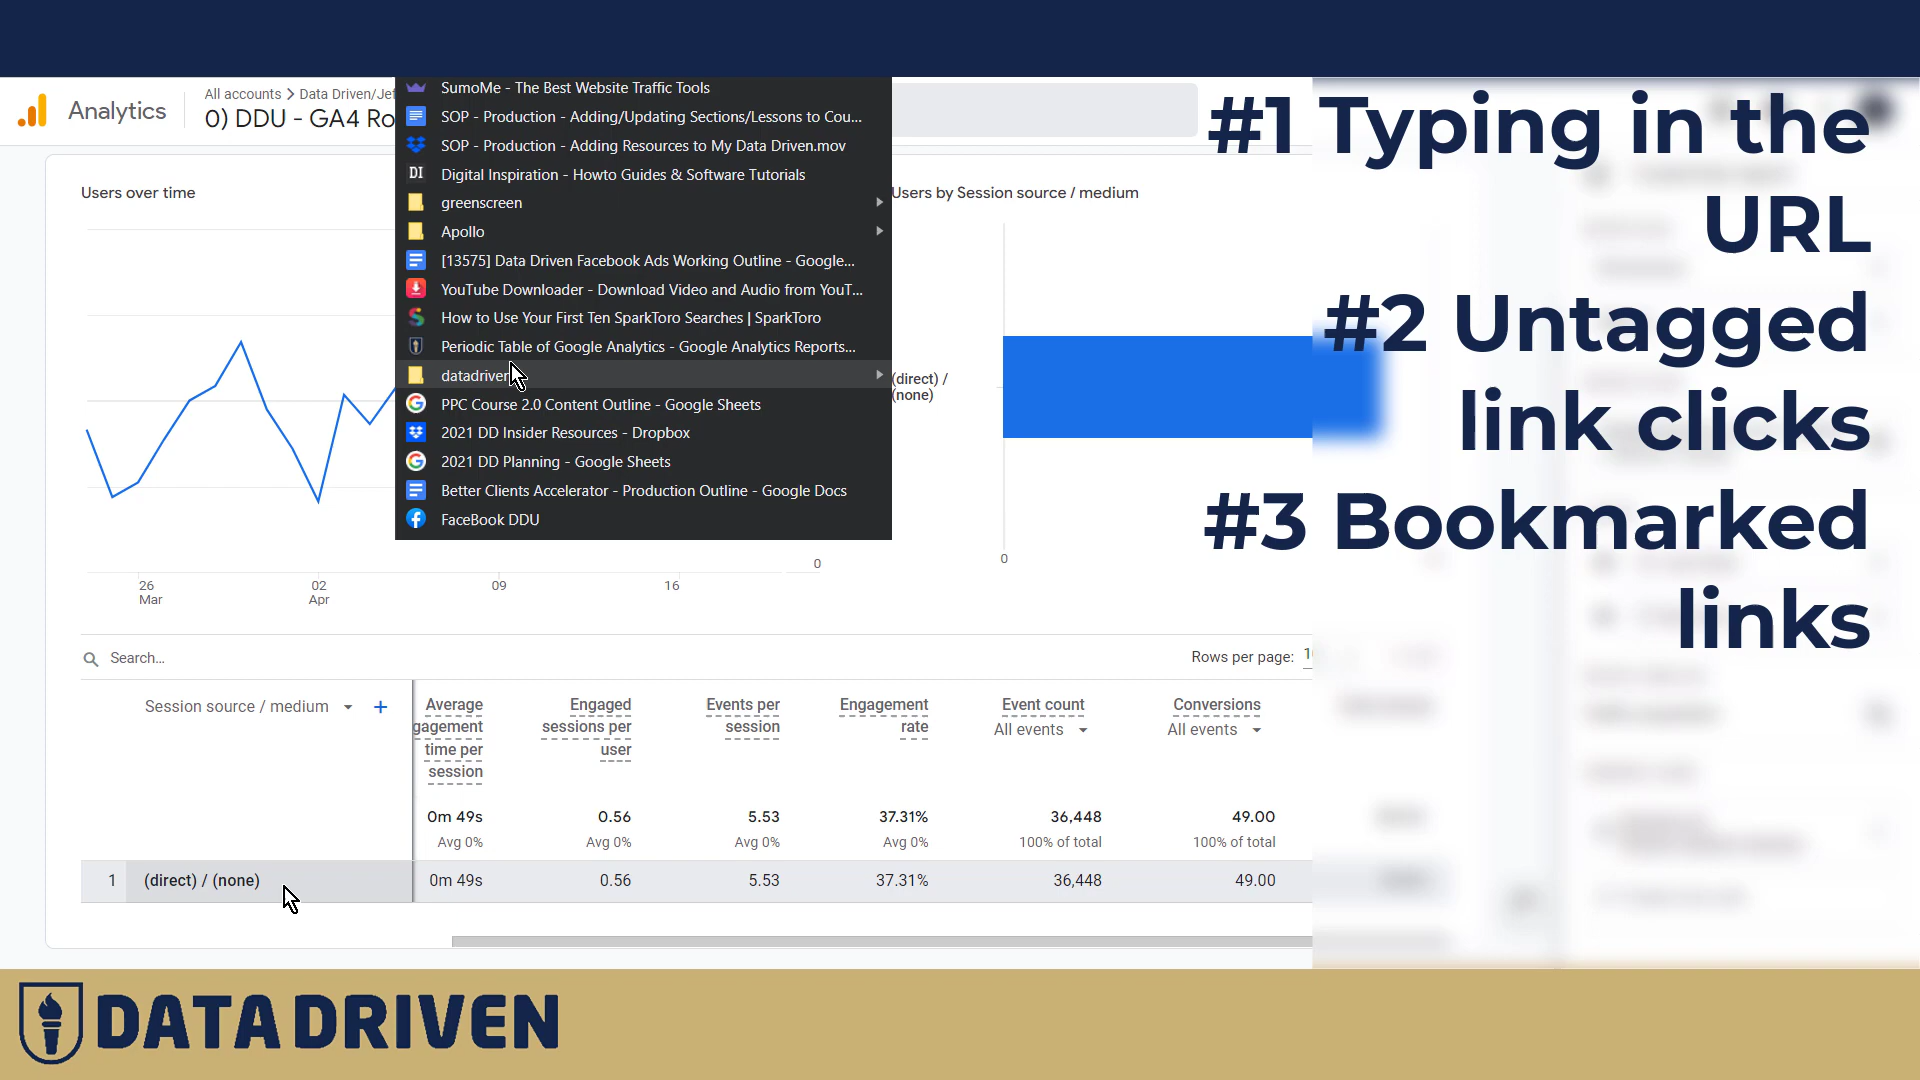 Analytics
All accounts > Data Driven/Jef
0) DDU - GA4 Ro
SumoMe - The Best Website Traffic Tools
SOP - Production - Adding/Updating Sections/Lessons to Cou...
SOP - Production - Adding Resources to My Data Driven.mov
DI Digital Inspiration - Howto Guides & Software Tutorials
greenscreen
Apollo
[13575] Data Driven Facebook Ads Working Outline - Google...
YouTube Downloader - Download Video and Audio from YouT...
How to Use Your First Ten SparkToro Searches | SparkToro
Periodic Table of Google Analytics - Google Analytics Reports...
datadriven
PPC Course 2.0 Content Outline - Google Sheets
2021 DD Insider Resources - Dropbox
2021 DD Planning - Google Sheets
Better Clients Accelerator - Production Outline - Google Docs
FaceBook DDU
#1 Typing in the
URL
#2 Untagged
link clicks
#3 Bookmarked
links
Users over time
26
Mar
02
Apr
09
16
0
Users by Session source / medium
(direct) /
(none)
0
Search...
Rows per page:
Session source / medium +
Average
gagement
time per
session
Engaged
sessions per
user
Events per
session
Engagement
rate
Event count
All events
Conversions
All events
0m 49s 0.56 5.53 37.31% 36,448 49.00
Avg 0% Avg 0% Avg 0% Avg 0% 100% of total 100% of total
1 (direct) / (none) 0m 49s 0.56 5.53 37.31% 36,448 49.00
DATA DRIVEN